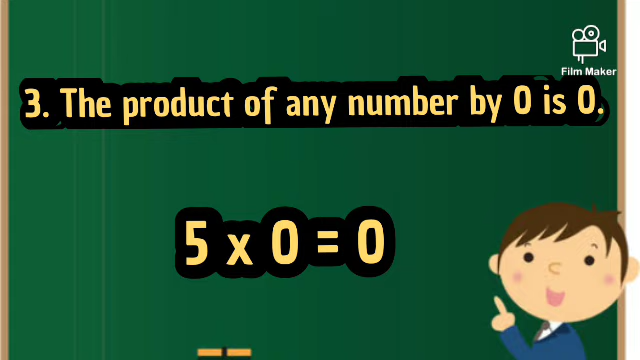 Film Maker
3. The product of any number by 0 is 0.
5 x 0 = 0